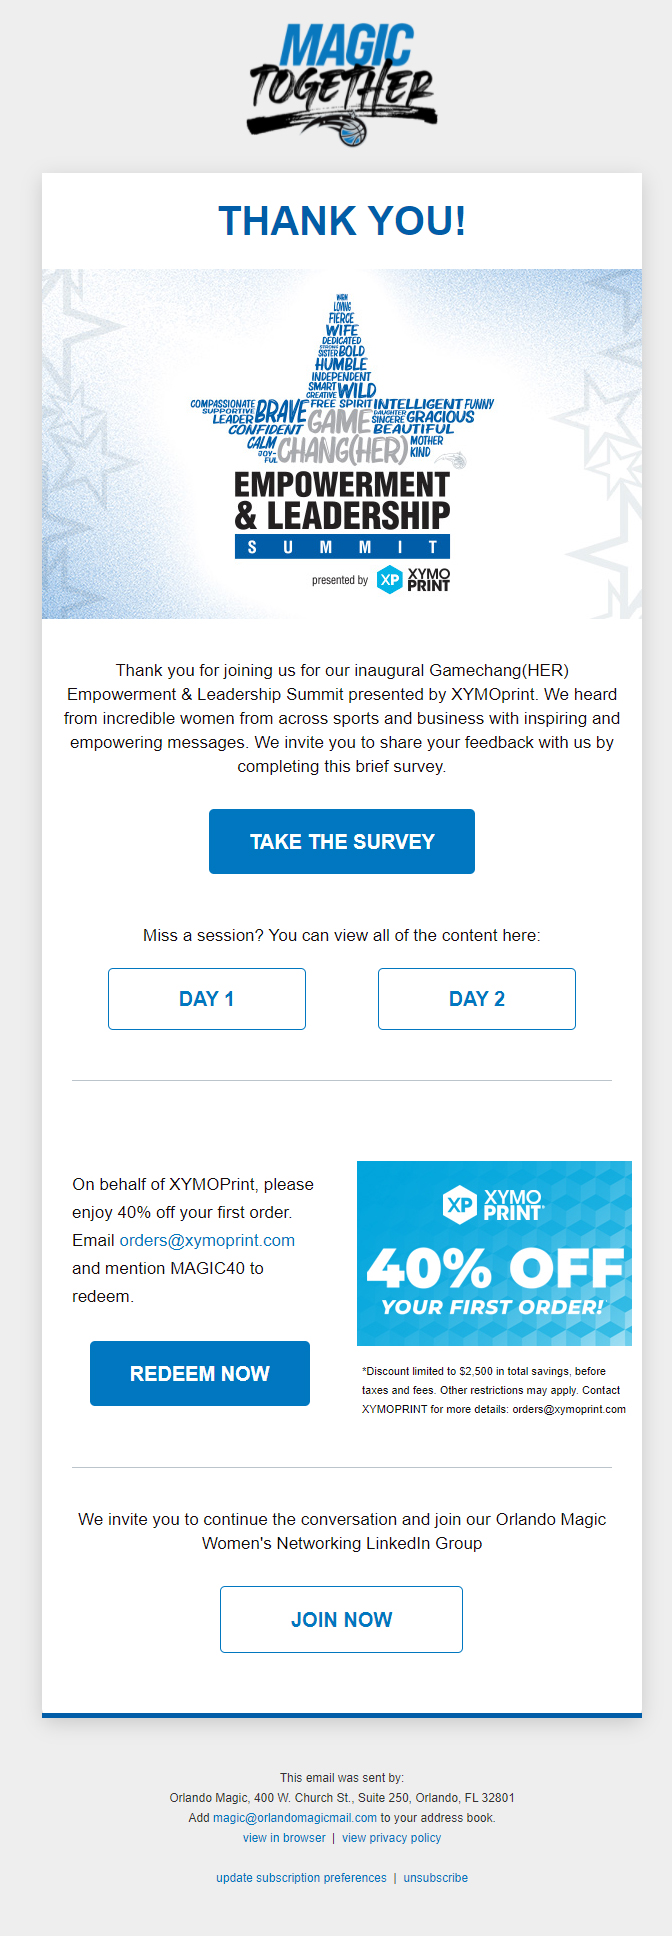 MAGIC
TOGETHER
THANK YOU!
WARM
LOVING
FIERCE
WIFE
DEDICATED
STRONG
SISTER BOLD
HUMBLE
INDEPENDENT
SMART
CREATIVE WILD
COMPASSIONATE FREE SPIRIT INTELLIGENT FUNNY
SUPPORTIVE BRAVE GAME DAUGHTER
LEADER SINCERE GRACIOUS
CONFIDENT BEAUTIFUL
CALM CHANG(HER) MOTHER
JOY-
FUL KIND
EMPOWERMENT
& LEADERSHIP
SUMMIT
presented by XP XYMO
PRINT
Thank you for joining us for our inaugural Gamechang(HER)
Empowerment & Leadership Summit presented by XYMOprint. We heard
from incredible women from across sports and business with inspiring and
empowering messages. We invite you to share your feedback with us by
completing this brief survey.
TAKE THE SURVEY
Miss a session? You can view all of the content here:
DAY 1
DAY 2
On behalf of XYMOPrint, please
enjoy 40% off your first order.
Email orders@xymoprint.com
and mention MAGIC40 to
redeem.
REDEEM NOW
XP XYMO
PRINT
40% OFF
YOUR FIRST ORDER!
*Discount limited to $2,500 in total savings, before
taxes and fees. Other restrictions may apply. Contact
XYMOPRINT for more details: orders@xymoprint.com
We invite you to continue the conversation and join our Orlando Magic
Women's Networking LinkedIn Group
JOIN NOW
This email was sent by:
Orlando Magic, 400 W. Church St., Suite 250, Orlando, FL 32801
Add magic@orlandomagicmail.com to your address book.
view in browser | view privacy policy
update subscription preferences | unsubscribe